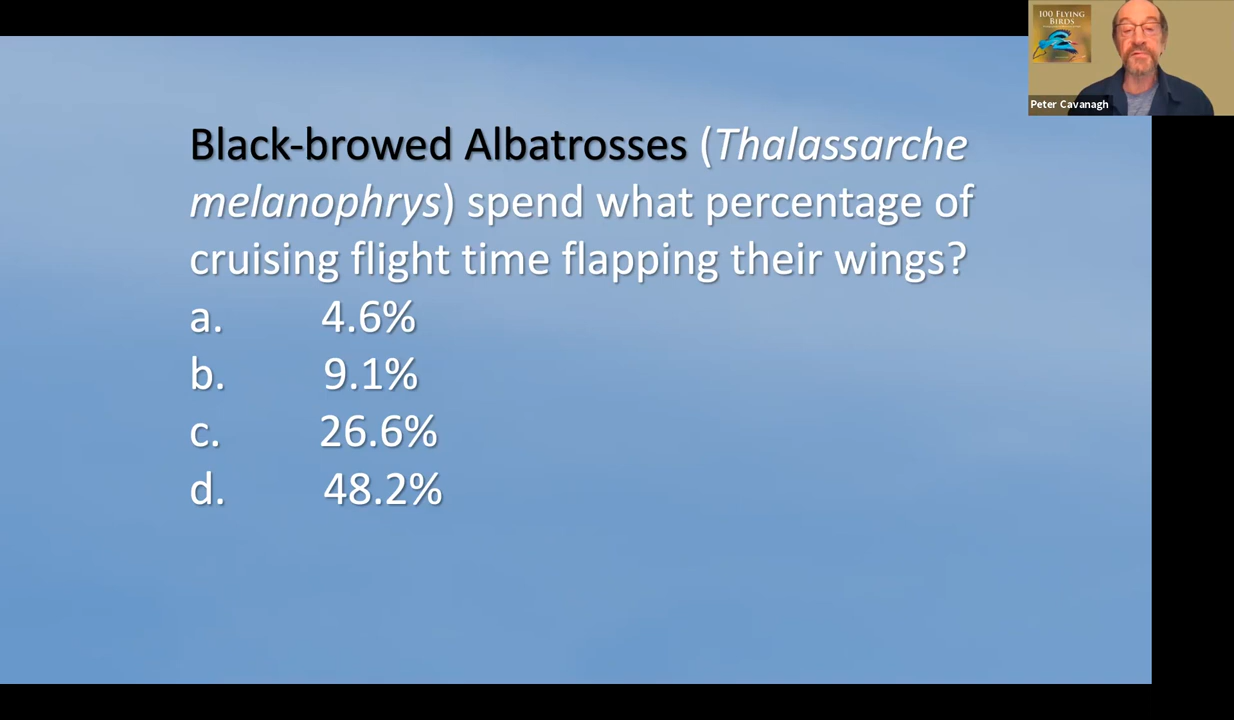 Black-browed Albatrosses (Thalassarche
melanophrys) spend what percentage of
cruising flight time flapping their wings?
a. 4.6%
b. 9.1%
c. 26.6%
d. 48.2%
100 FLYING
BIRDS
Peter Cavanagh